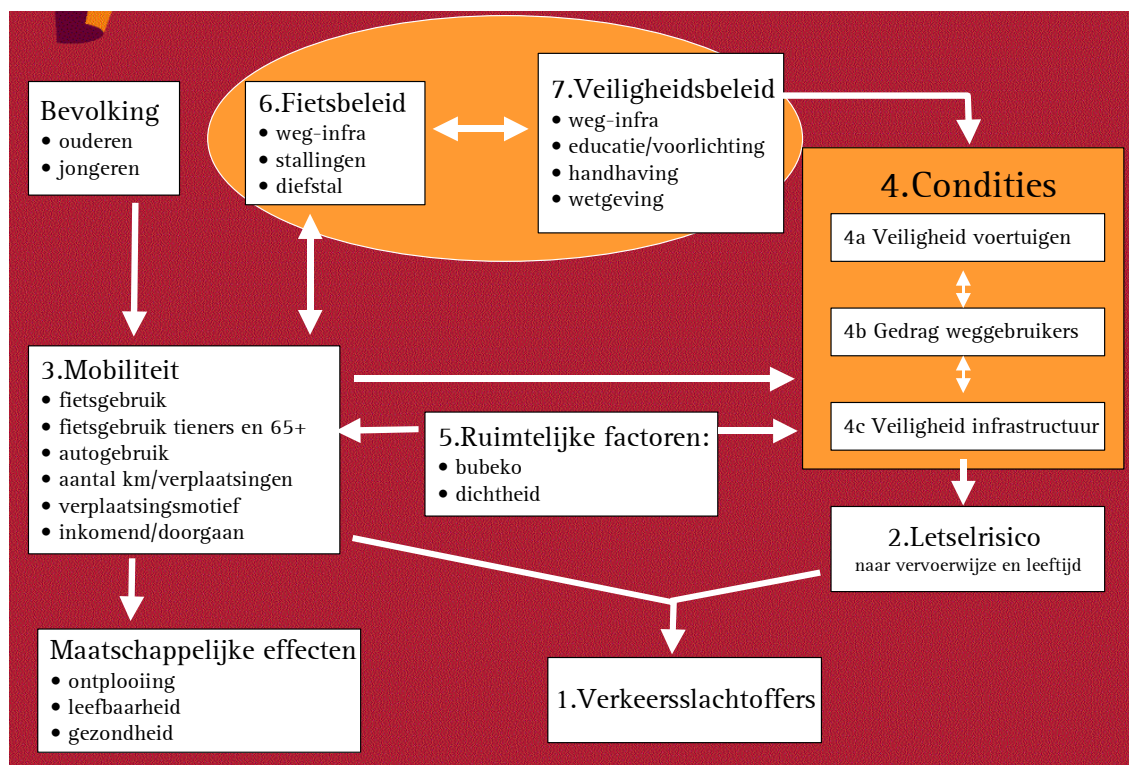 Bevolking
• ouderen
• jongeren
6.Fietsbeleid
• weg-infra
• stallingen
• diefstal
7.Veiligheidsbeleid
• weg-infra
• educatie/voorlichting
• handhaving
• wetgeving
4.Condities
4a Veiligheid voertuigen
4b Gedrag weggebruikers
4c Veiligheid infrastructuur
3.Mobiliteit
• fietsgebruik
• fietsgebruik tieners en 65+
• autogebruik
• aantal km/verplaatsingen
• verplaatsingsmotief
• inkomend/doorgaan
5.Ruimtelijke factoren:
• bubeko
• dichtheid
2.Letselrisico
naar vervoerwijze en leeftijd
Maatschappelijke effecten
• ontplooiing
• leefbaarheid
• gezondheid
1.Verkeersslachtoffers